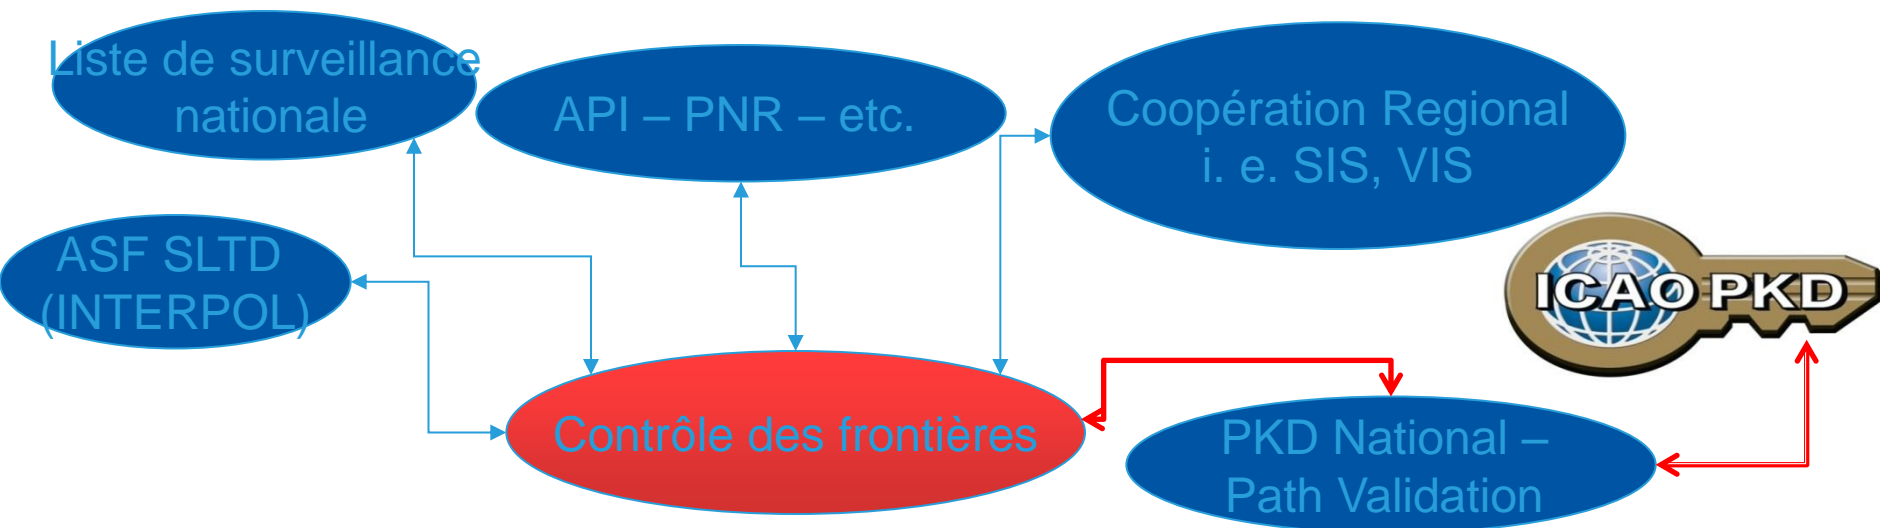 Liste de surveillance
nationale
API – PNR – etc.
Coopération Regional
i. e. SIS, VIS
ASF SLTD
(INTERPOL)
ICAO PKD
Contrôle des frontières
PKD National –
Path Validation